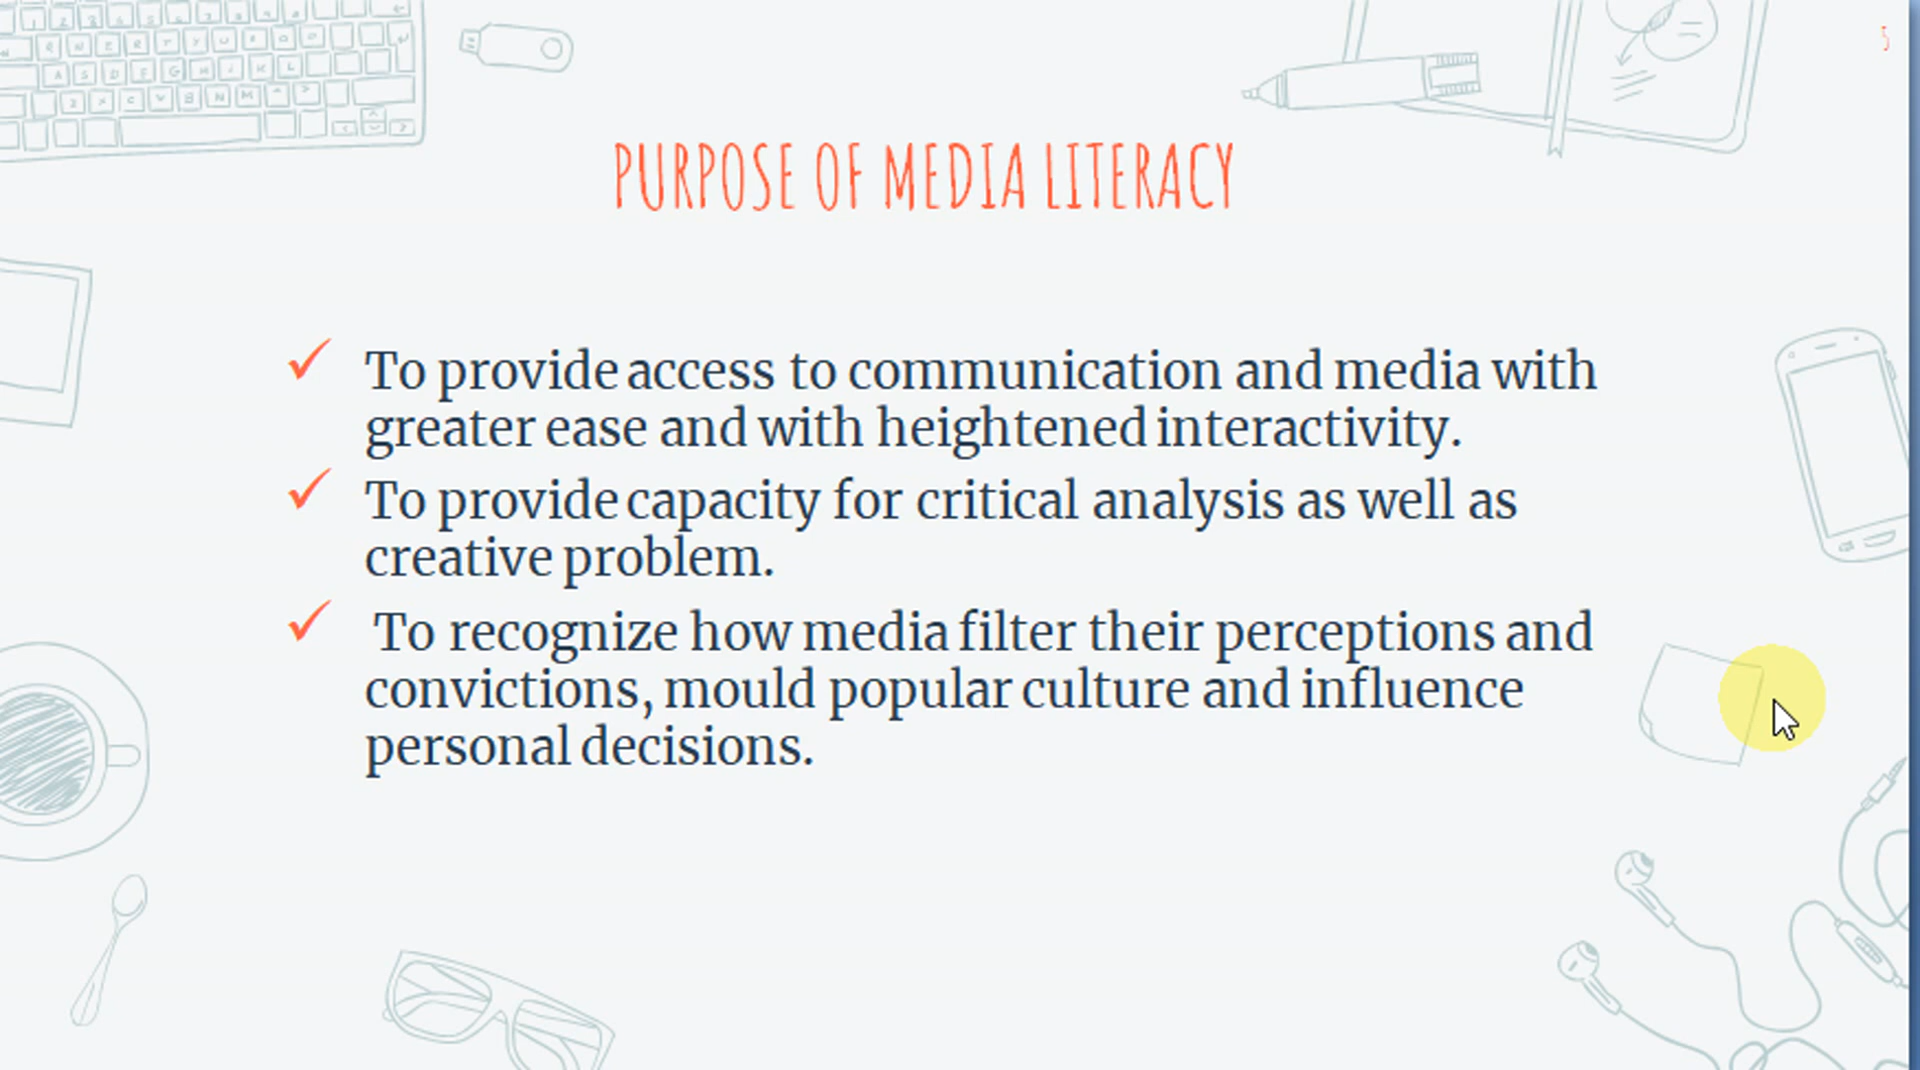 5
PURPOSE OF MEDIA LITERACY
✓ To provide access to communication and media with
greater ease and with heightened interactivity.
✓ To provide capacity for critical analysis as well as
creative problem.
✓ To recognize how media filter their perceptions and
convictions, mould popular culture and influence
personal decisions.